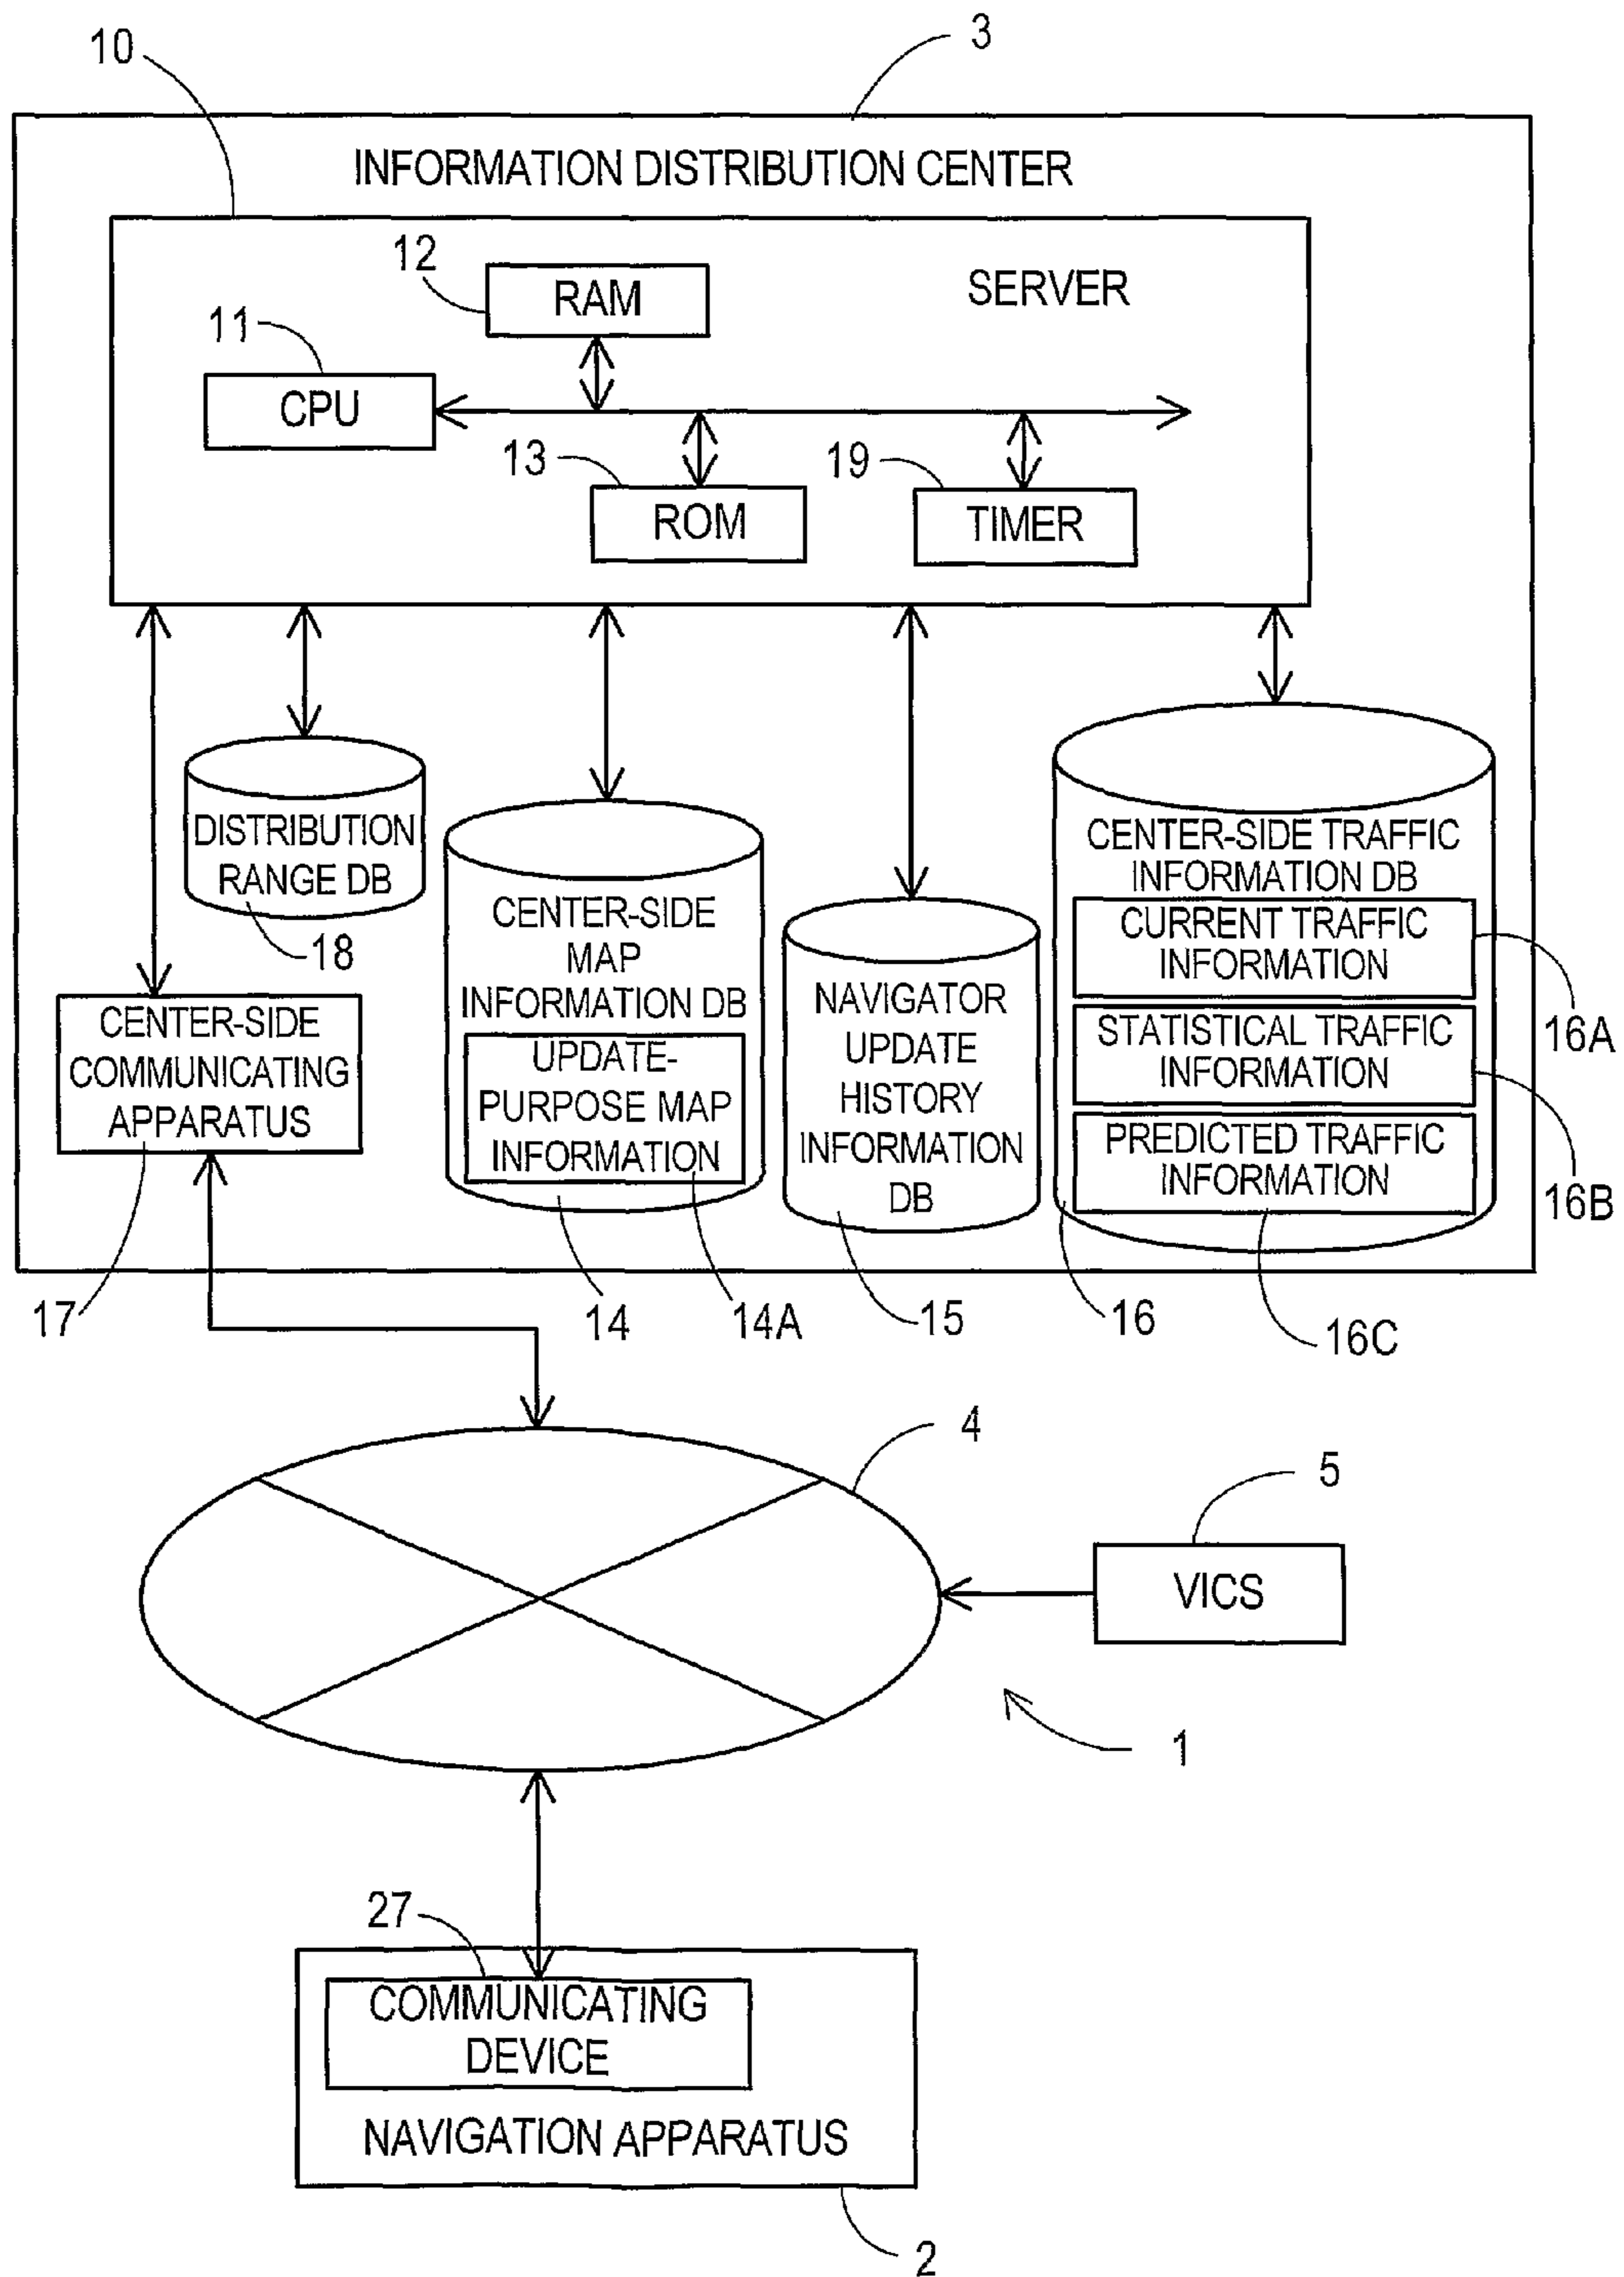 10
3
INFORMATION DISTRIBUTION CENTER
12
RAM
SERVER
11
CPU
13
ROM
19
TIMER
DISTRIBUTION
RANGE DB
18
CENTER-SIDE
COMMUNICATING
APPARATUS
17
CENTER-SIDE
MAP
INFORMATION DB
UPDATE-
PURPOSE MAP
INFORMATION
14
14A
NAVIGATOR
UPDATE
HISTORY
INFORMATION
DB
15
CENTER-SIDE TRAFFIC
INFORMATION DB
CURRENT TRAFFIC
INFORMATION
16A
STATISTICAL TRAFFIC
INFORMATION
16B
PREDICTED TRAFFIC
INFORMATION
16
16C
4
5
VICS
1
27
COMMUNICATING
DEVICE
NAVIGATION APPARATUS
2